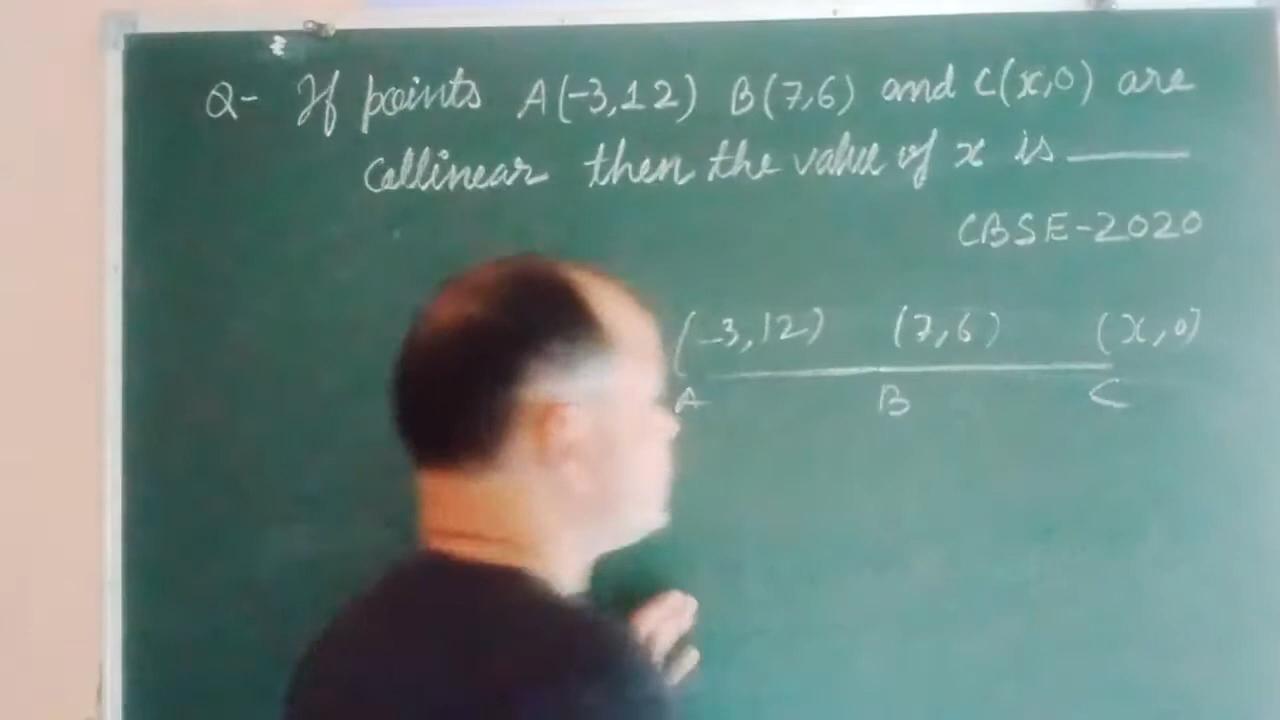 Q- If points A(-3,12) B(7,6) and C(x,0) are
collinear then the value of x is ______
CBSE-2020
(-3,12) (7,6) (x,0)
A B C